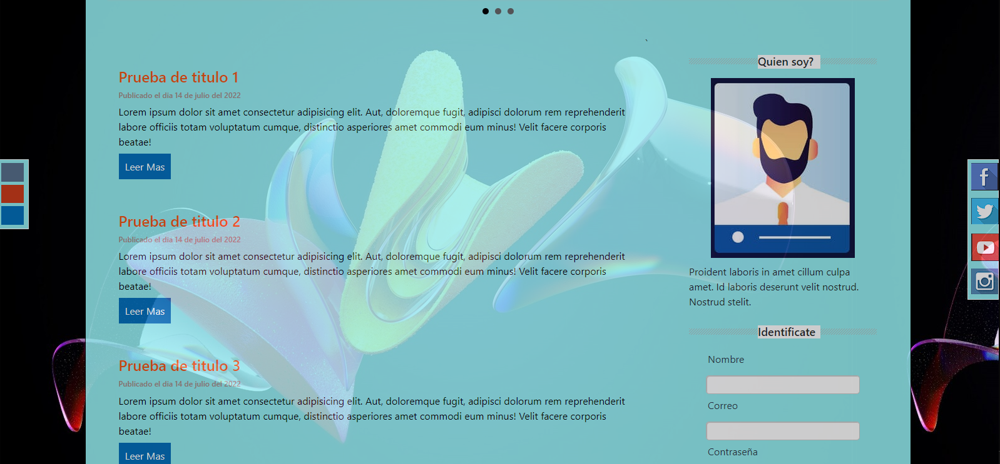 `
Prueba de titulo 1
Publicado el dia 14 de julio del 2022
Lorem ipsum dolor sit amet consectetur adipisicing elit. Aut, doloremque fugit, adipisci dolorum rem reprehenderit
labore officiis totam voluptatum cumque, distinctio asperiores amet commodi eum minus! Velit facere corporis
beatae!
Leer Mas
Prueba de titulo 2
Publicado el dia 14 de julio del 2022
Lorem ipsum dolor sit amet consectetur adipisicing elit. Aut, doloremque fugit, adipisci dolorum rem reprehenderit
labore officiis totam voluptatum cumque, distinctio asperiores amet commodi eum minus! Velit facere corporis
beatae!
Leer Mas
Prueba de titulo 3
Publicado el dia 14 de julio del 2022
Lorem ipsum dolor sit amet consectetur adipisicing elit. Aut, doloremque fugit, adipisci dolorum rem reprehenderit
labore officiis totam voluptatum cumque, distinctio asperiores amet commodi eum minus! Velit facere corporis
beatae!
Leer Mas
Quien soy?
Proident laboris in amet cillum culpa
amet. Id laboris deserunt velit nostrud.
Nostrud stelit.
Identificate
Nombre
Correo
Contraseña
f